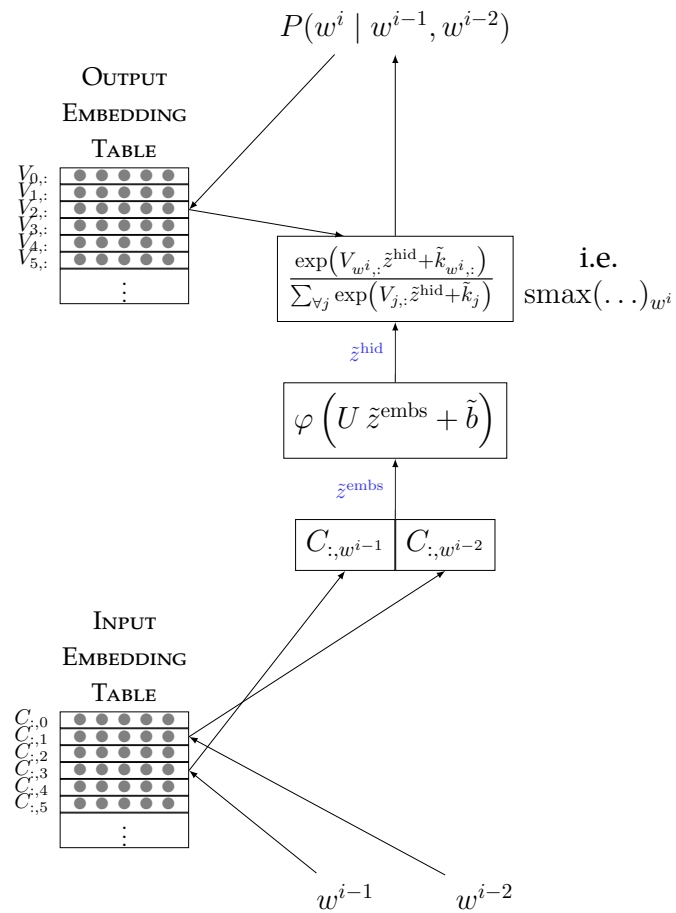 P(w^i | w^{i−1}, w^{i−2})
OUTPUT
EMBEDDING
TABLE
V_{0,:}
V_{1,:}
V_{2,:}
V_{3,:}
V_{4,:}
V_{5,:}
⋮
exp(V_{w^i,:} z̃^{hid} + k̃_{w^i,:})
∑_{∀j} exp(V_{j,:} z̃^{hid} + k̃_j)
i.e.
smax(…)_{w^i}
z̃^{hid}
φ(U z̃^{embs} + b̃)
z̃^{embs}
C_{:,w^{i−1}} C_{:,w^{i−2}}
INPUT
EMBEDDING
TABLE
C_{:,0}
C_{:,1}
C_{:,2}
C_{:,3}
C_{:,4}
C_{:,5}
⋮
w^{i−1} w^{i−2}